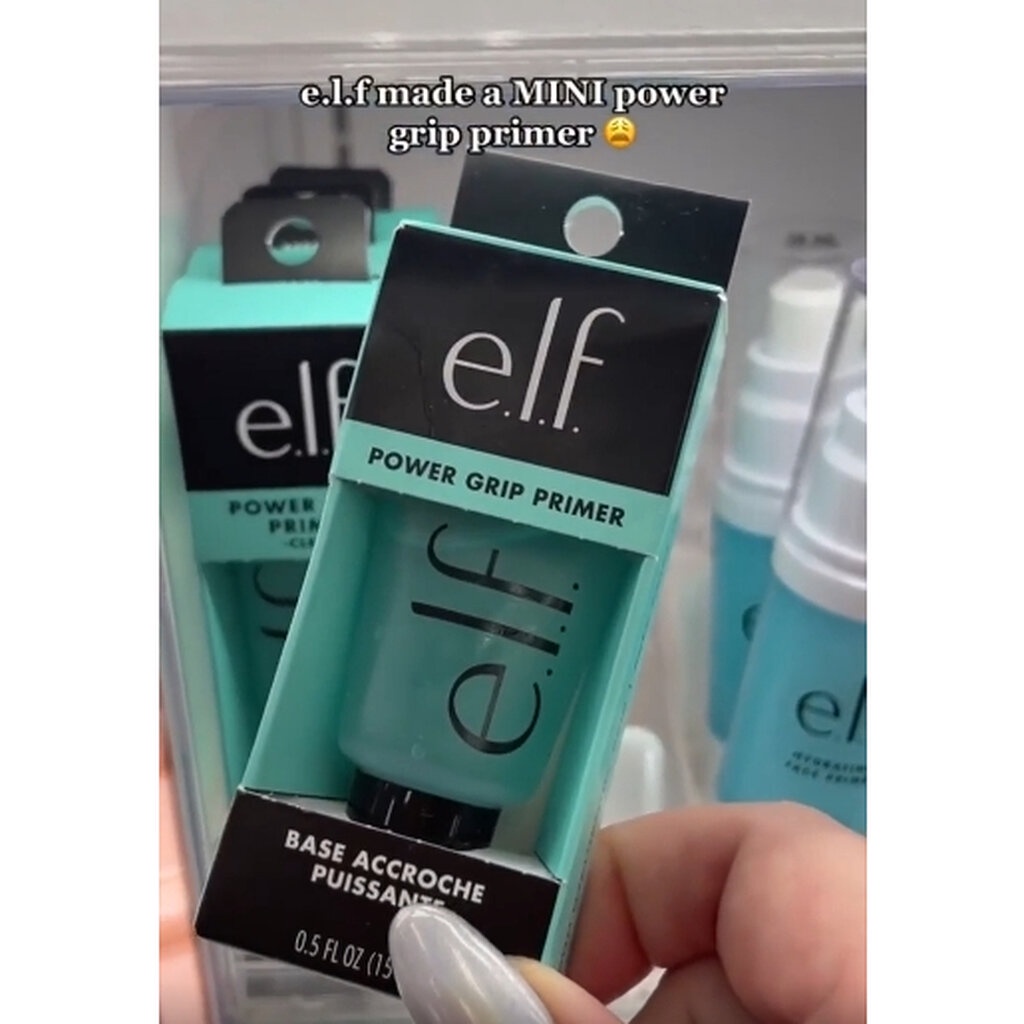 e.l.f made a MINI power
grip primer 😩
e.l.f.
POWER GRIP PRIMER
e.l.f.
BASE ACCROCHE
PUISSANTE
0.5 FL OZ (15
e.l.f
POWER
PRIM
e.l